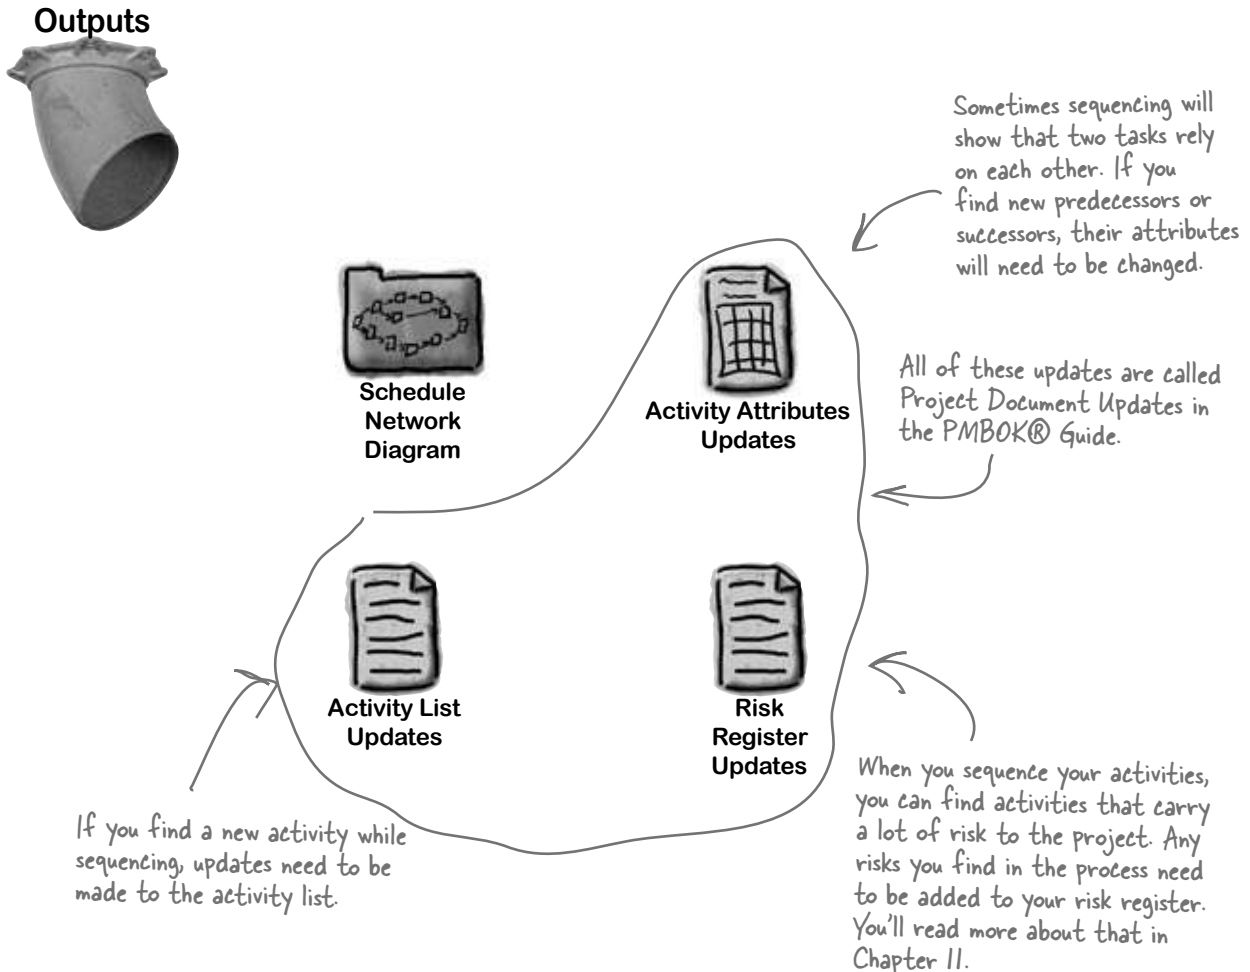 Outputs
Sometimes sequencing will
show that two tasks rely
on each other. If you
find new predecessors or
successors, their attributes
will need to be changed.
Schedule
Network
Diagram
Activity Attributes
Updates
All of these updates are called
Project Document Updates in
the PMBOK® Guide.
Activity List
Updates
Risk
Register
Updates
If you find a new activity while
sequencing, updates need to be
made to the activity list.
When you sequence your activities,
you can find activities that carry
a lot of risk to the project. Any
risks you find in the process need
to be added to your risk register.
You'll read more about that in
Chapter 11.